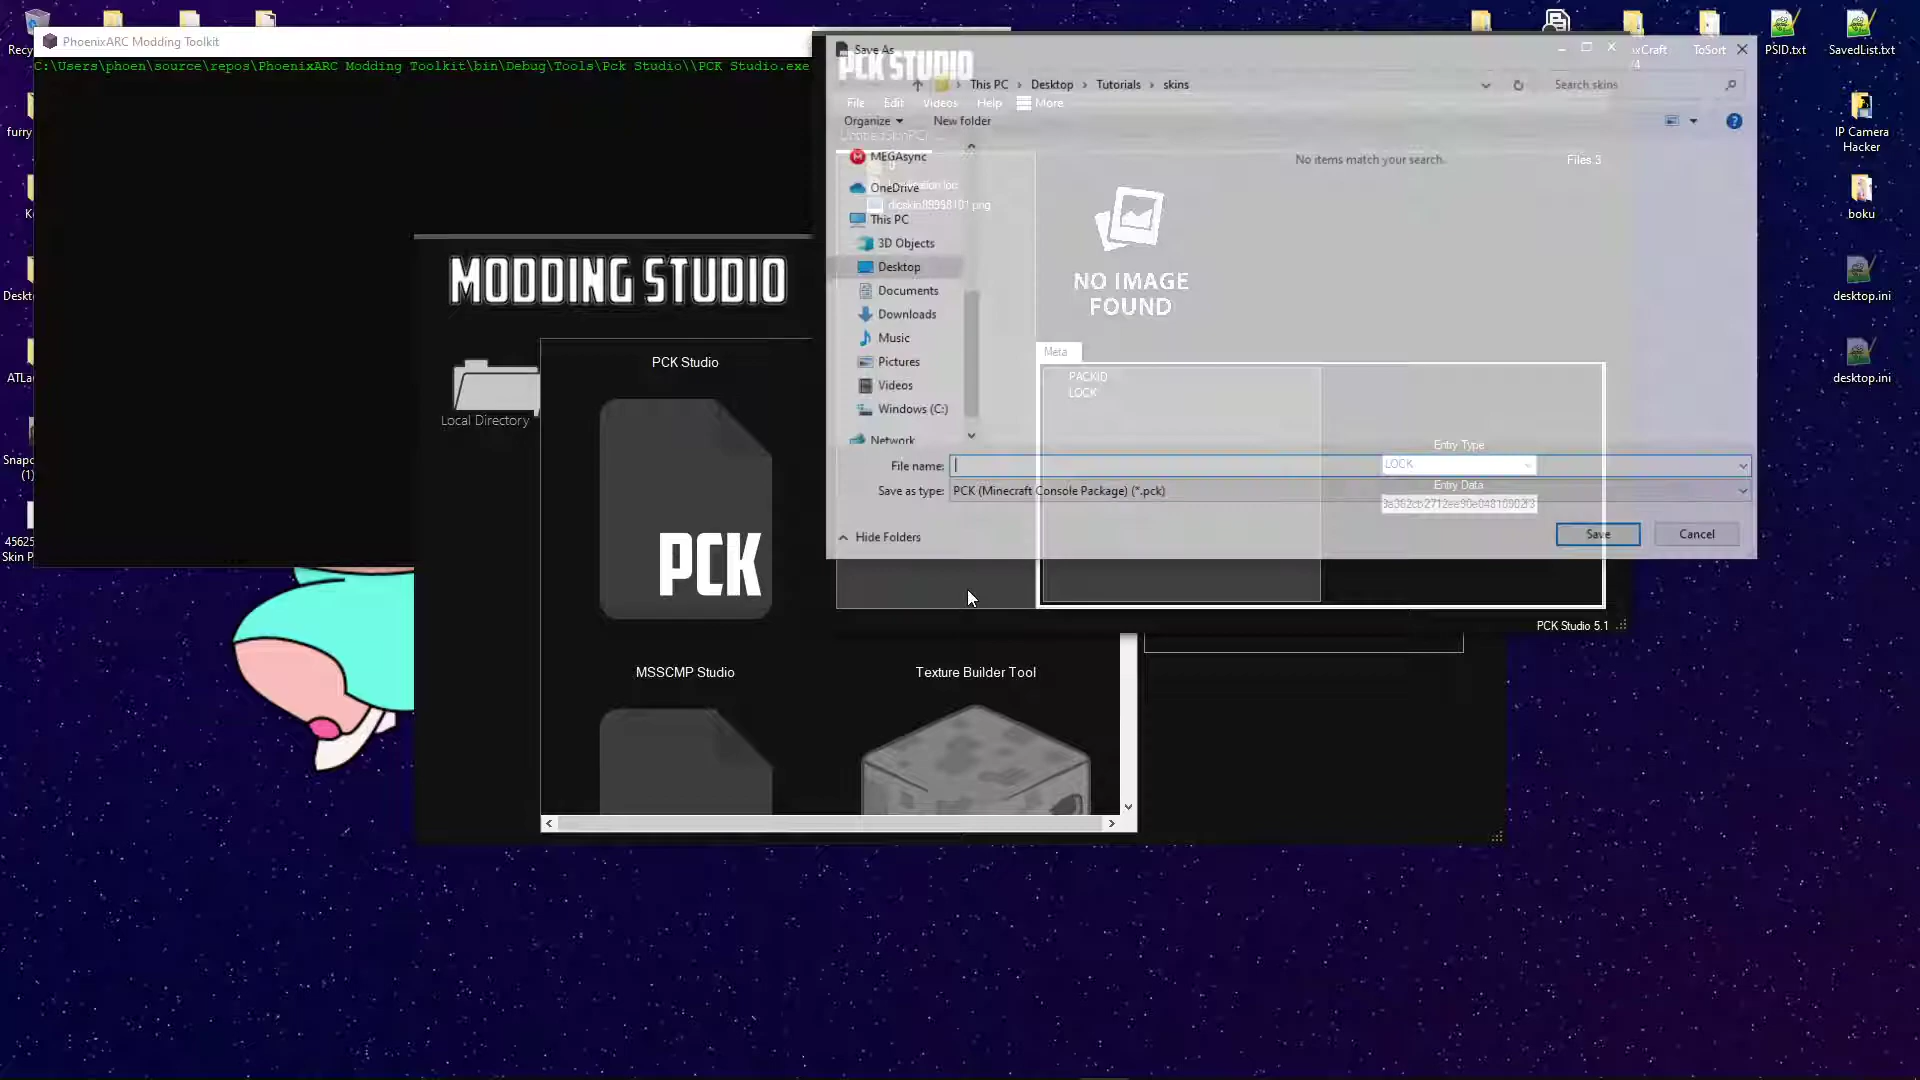 PhoenixARC Modding Toolkit
C:\Users\phoen\source\repos\PhoenixARC Modding Toolkit\bin\Debug\Tools\Pck Studio\\PCK Studio.exe
Save As
PCK STUDIO
This PC > Desktop > Tutorials > skins
Search skins
File Edit Videos Help More
Organize
New folder
MEGAsync
OneDrive
This PC
3D Objects
Desktop
Documents
Downloads
Music
Pictures
Videos
Windows (C:)
Network
No items match your search.
Files:3
NO IMAGE
FOUND
Meta
PACKID
LOCK
Entry Type
LOCK
Entry Data
File name:
Save as type:
PCK (Minecraft Console Package) (*.pck)
Hide Folders
Save
Cancel
PCK Studio 5.1
MODDING STUDIO
Local Directory
PCK Studio
PCK
MSSCMP Studio
Texture Builder Tool
ToSort
PSID.txt
SavedList.txt
IP Camera
Hacker
boku
desktop.ini
desktop.ini
furry